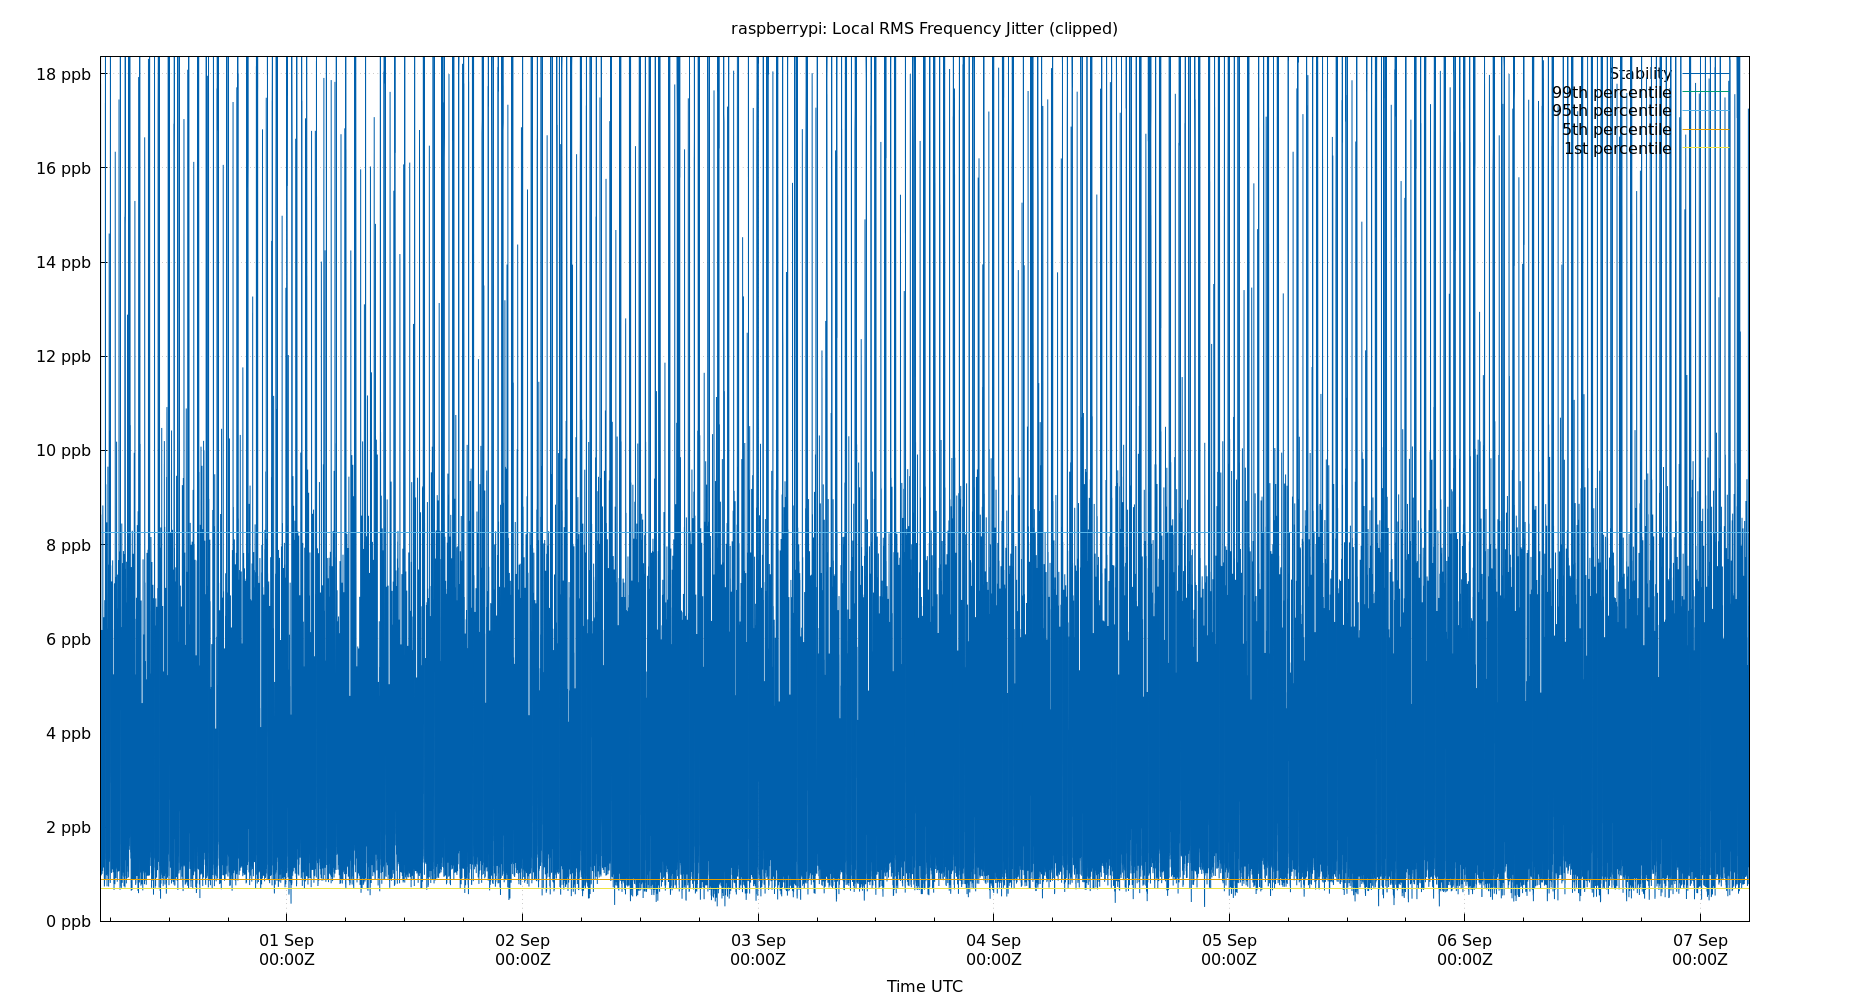 raspberrypi: Local RMS Frequency Jitter (clipped)
18 ppb
16 ppb
14 ppb
12 ppb
10 ppb
8 ppb
6 ppb
4 ppb
2 ppb
0 ppb
Stability
99th percentile
95th percentile
5th percentile
1st percentile
01 Sep 02 Sep 03 Sep 04 Sep 05 Sep 06 Sep 07 Sep
00:00Z 00:00Z 00:00Z 00:00Z 00:00Z 00:00Z 00:00Z
Time UTC